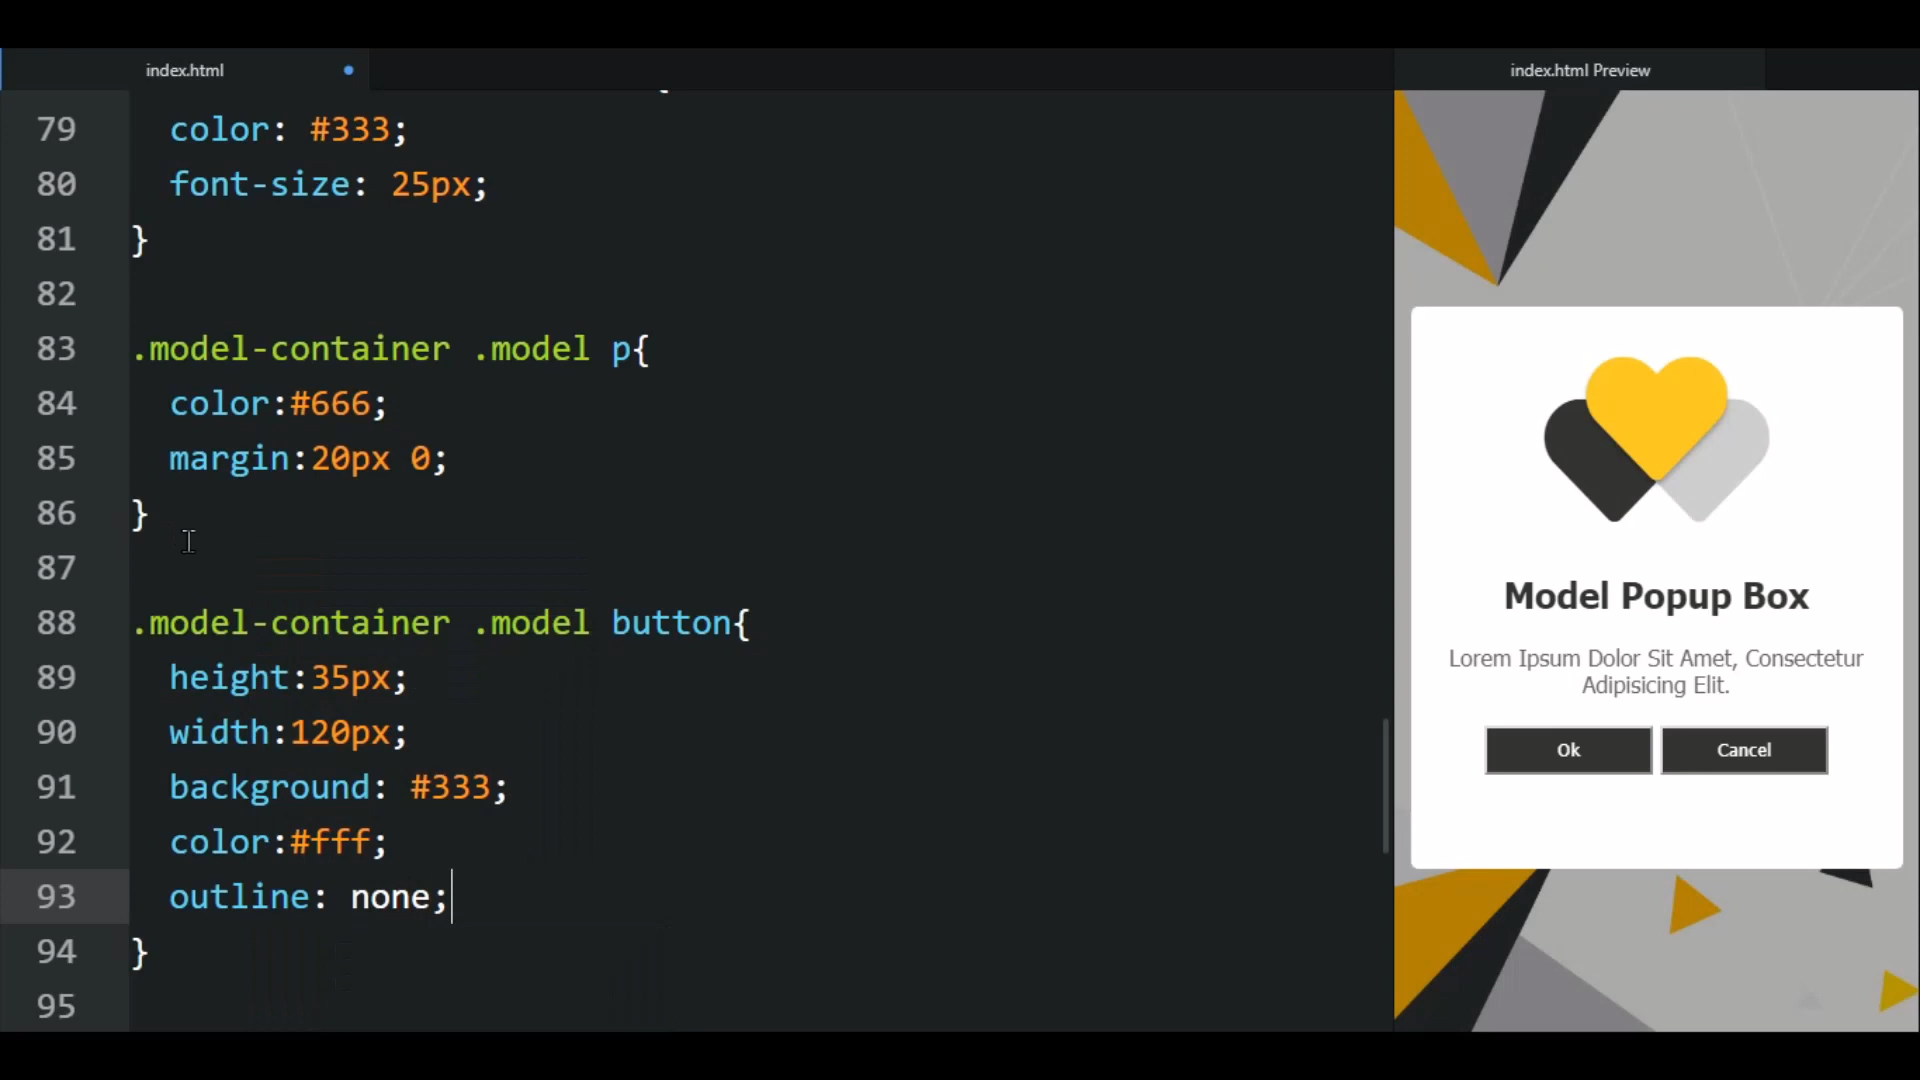 index.html
index.html Preview
{
79 color: #333;
80 font-size: 25px;
81 }
82
83 .model-container .model p{
84 color:#666;
85 margin:20px 0;
86 }
87
88 .model-container .model button{
89 height:35px;
90 width:120px;
91 background: #333;
92 color:#fff;
93 outline: none;
94 }
95
Model Popup Box
Lorem Ipsum Dolor Sit Amet, Consectetur
Adipisicing Elit.
Ok
Cancel